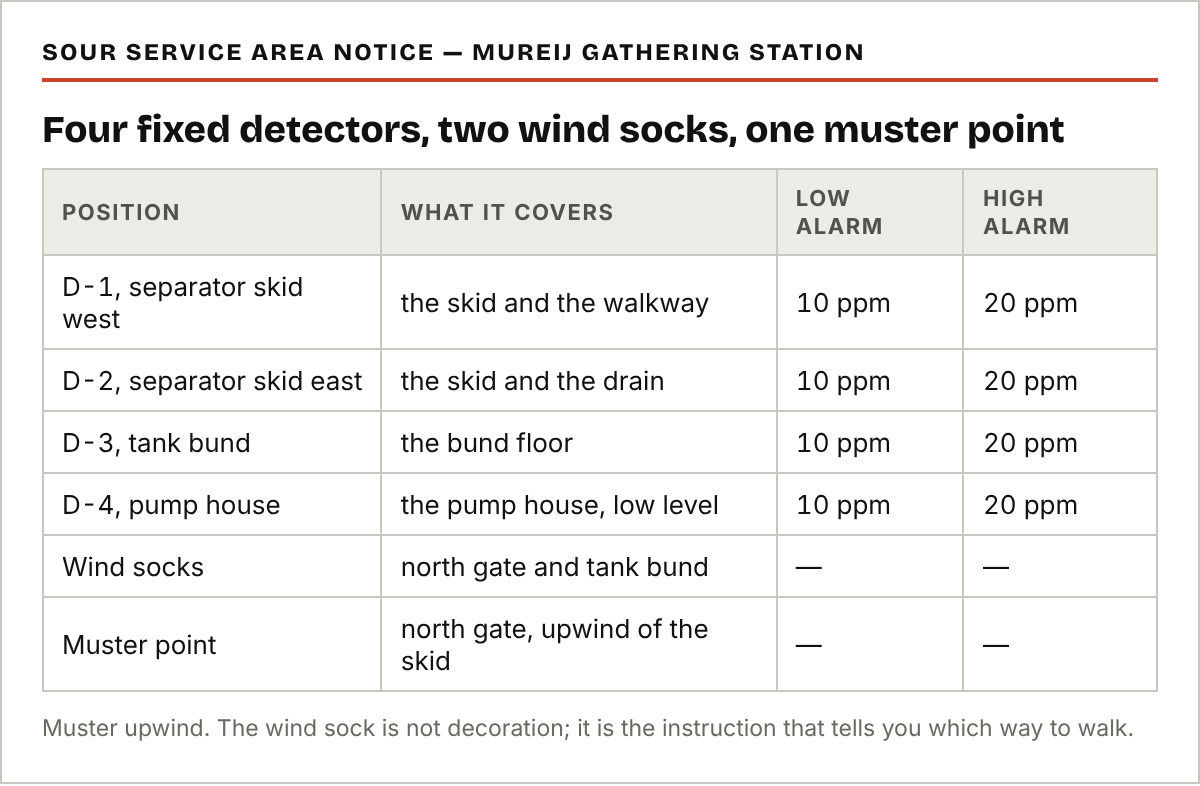 SOUR SERVICE AREA NOTICE — MUREIJ GATHERING STATION
Four fixed detectors, two wind socks, one muster point
POSITION
WHAT IT COVERS
LOW
ALARM
HIGH
ALARM
D-1, separator skid
west
the skid and the walkway
10 ppm
20 ppm
D-2, separator skid east
the skid and the drain
10 ppm
20 ppm
D-3, tank bund
the bund floor
10 ppm
20 ppm
D-4, pump house
the pump house, low level
10 ppm
20 ppm
Wind socks
north gate and tank bund
—
—
Muster point
north gate, upwind of the
skid
—
—
Muster upwind. The wind sock is not decoration; it is the instruction that tells you which way to walk.